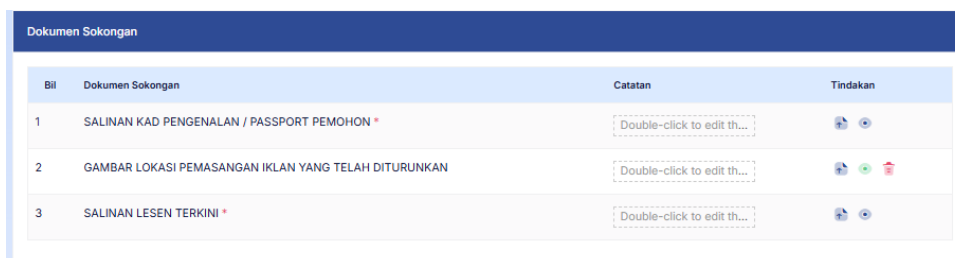 Dokumen Sokongan
Bil Dokumen Sokongan Catatan Tindakan
1 SALINAN KAD PENGENALAN / PASSPORT PEMOHON * Double-click to edit th...
2 GAMBAR LOKASI PEMASANGAN IKLAN YANG TELAH DITURUNKAN Double-click to edit th...
3 SALINAN LESEN TERKINI * Double-click to edit th...